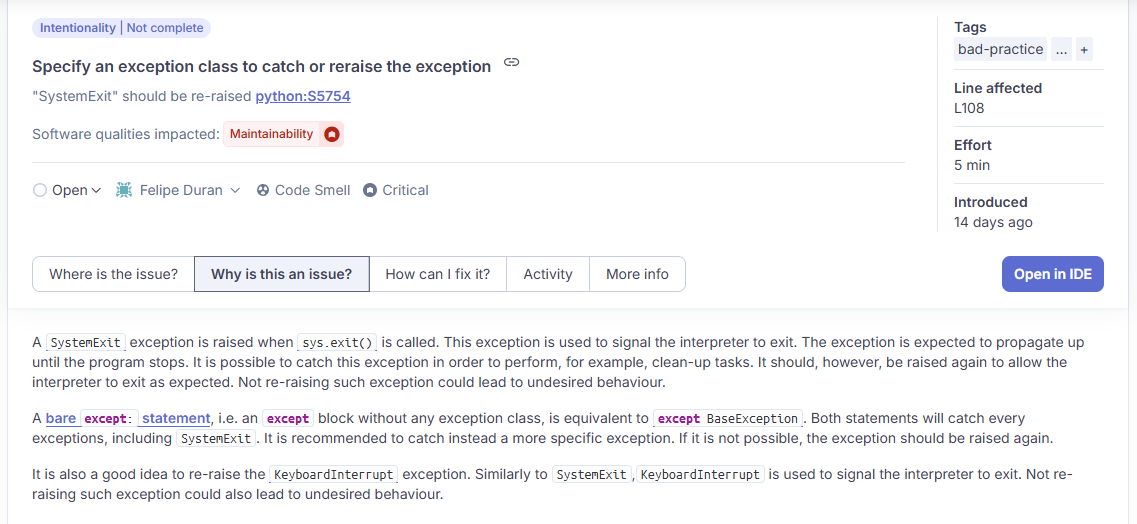 Intentionality | Not complete
Specify an exception class to catch or reraise the exception
"SystemExit" should be re-raised python:S5754
Software qualities impacted: Maintainability
Open Felipe Duran Code Smell Critical
Tags
bad-practice ... +
Line affected
L108
Effort
5 min
Introduced
14 days ago
Where is the issue? Why is this an issue? How can I fix it? Activity More info
Open in IDE
A SystemExit exception is raised when sys.exit() is called. This exception is used to signal the interpreter to exit. The exception is expected to propagate up
until the program stops. It is possible to catch this exception in order to perform, for example, clean-up tasks. It should, however, be raised again to allow the
interpreter to exit as expected. Not re-raising such exception could lead to undesired behaviour.
A bare except: statement, i.e. an except block without any exception class, is equivalent to except BaseException. Both statements will catch every
exceptions, including SystemExit. It is recommended to catch instead a more specific exception. If it is not possible, the exception should be raised again.
It is also a good idea to re-raise the KeyboardInterrupt exception. Similarly to SystemExit, KeyboardInterrupt is used to signal the interpreter to exit. Not re-
raising such exception could also lead to undesired behaviour.